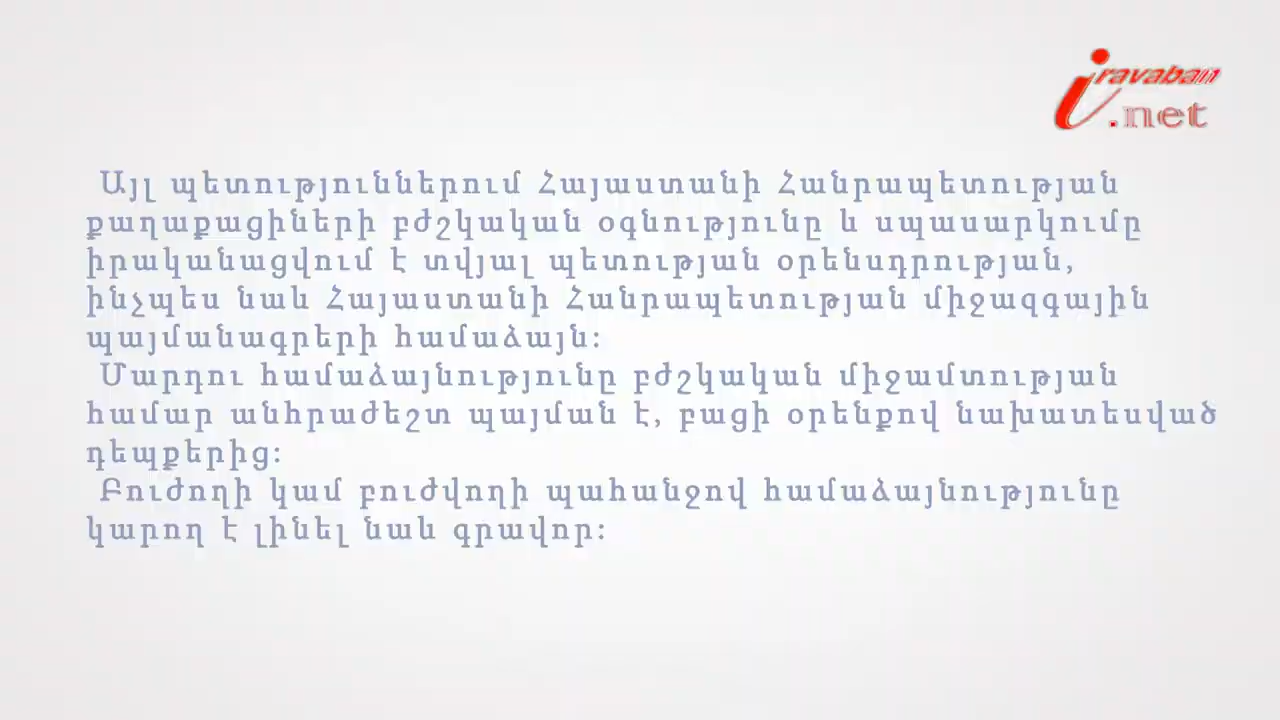 iravaban
.net
Այլ պետություններում Հայաստանի Հանրապետության
քաղաքացիների բժշկական օգնությունը և սպասարկումը
իրականացվում է տվյալ պետության օրենսդրության,
ինչպես նաև Հայաստանի Հանրապետության միջազգային
պայմանագրերի համաձայն:
Մարդու համաձայնությունը բժշկական միջամտության
համար անհրաժեշտ պայման է, բացի օրենքով նախատեսված
դեպքերից:
Բուժողի կամ բուժվողի պահանջով համաձայնությունը
կարող է լինել նաև գրավոր: